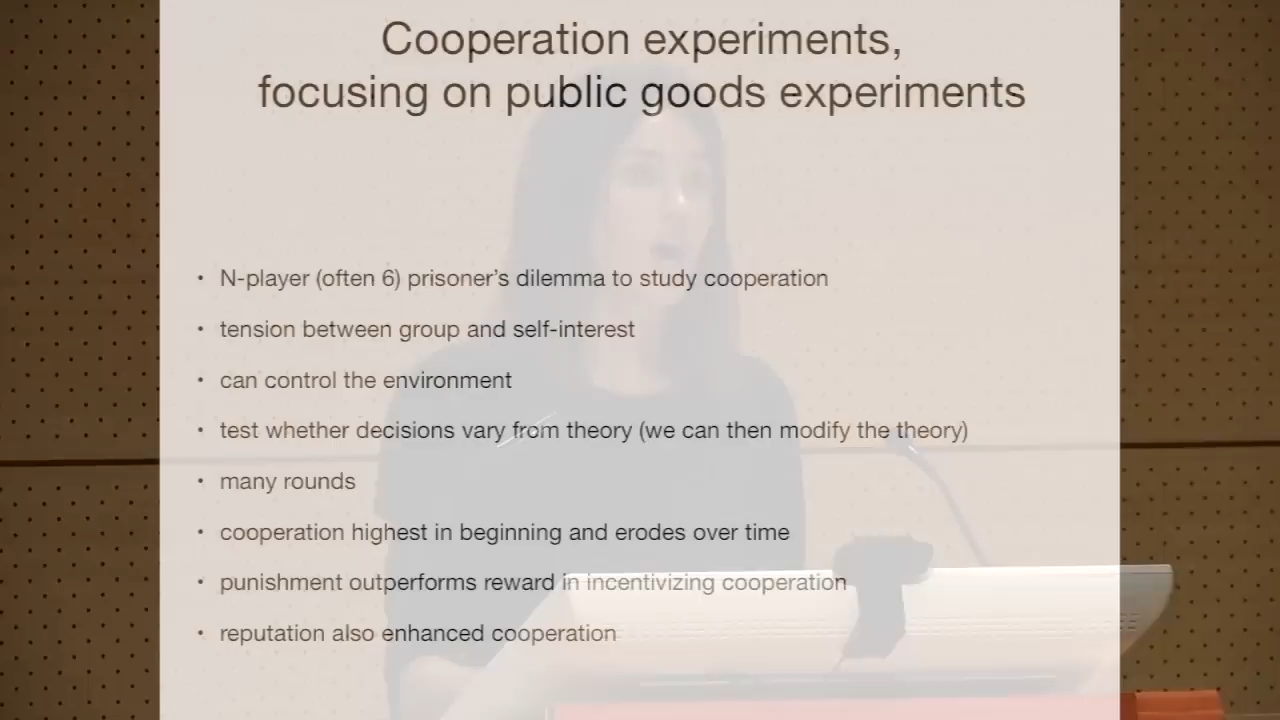 Cooperation experiments,
focusing on public goods experiments
• N-player (often 6) prisoner's dilemma to study cooperation
• tension between group and self-interest
• can control the environment
• test whether decisions vary from theory (we can then modify the theory)
• many rounds
• cooperation highest in beginning and erodes over time
• punishment outperforms reward in incentivizing cooperation
• reputation also enhanced cooperation